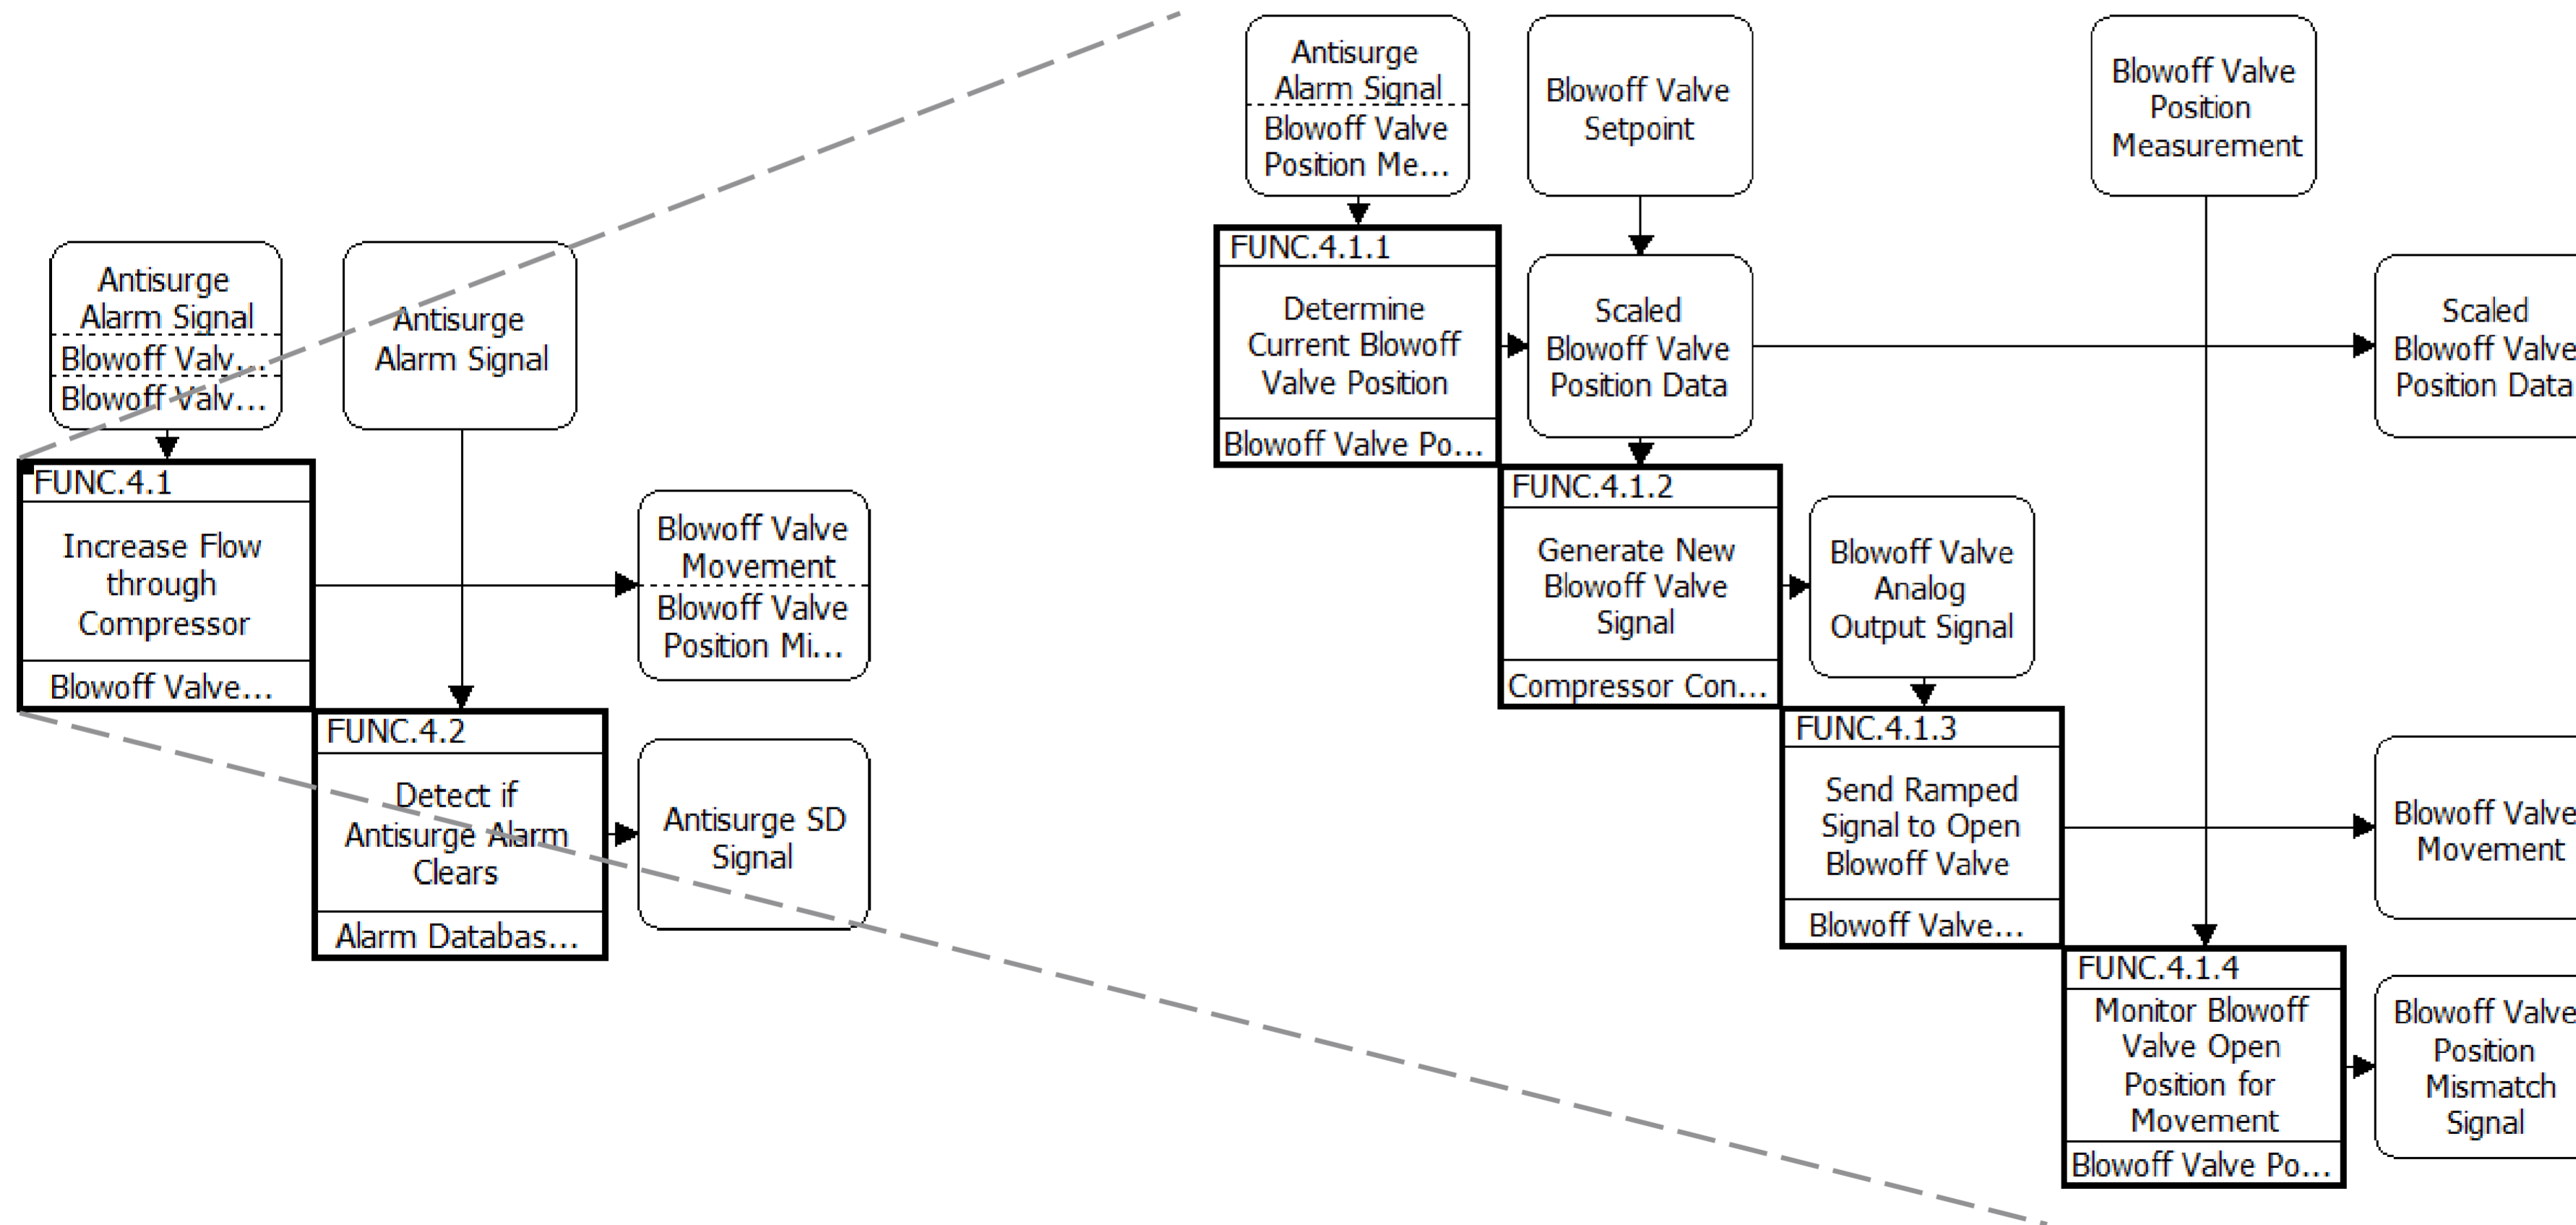 Antisurge
Alarm Signal
Blowoff Valv...
Blowoff Valv...
Antisurge
Alarm Signal
FUNC.4.1
Increase Flow
through
Compressor
Blowoff Valve...
Blowoff Valve
Movement
Blowoff Valve
Position Mi...
FUNC.4.2
Detect if
Antisurge Alarm
Clears
Alarm Databas...
Antisurge SD
Signal
Antisurge
Alarm Signal
Blowoff Valve
Position Me...
Blowoff Valve
Setpoint
Blowoff Valve
Position
Measurement
FUNC.4.1.1
Determine
Current Blowoff
Valve Position
Blowoff Valve Po...
Scaled
Blowoff Valve
Position Data
Scaled
Blowoff Valve
Position Data
FUNC.4.1.2
Generate New
Blowoff Valve
Signal
Compressor Con...
Blowoff Valve
Analog
Output Signal
FUNC.4.1.3
Send Ramped
Signal to Open
Blowoff Valve
Blowoff Valve...
Blowoff Valve
Movement
FUNC.4.1.4
Monitor Blowoff
Valve Open
Position for
Movement
Blowoff Valve Po...
Blowoff Valve
Position
Mismatch
Signal